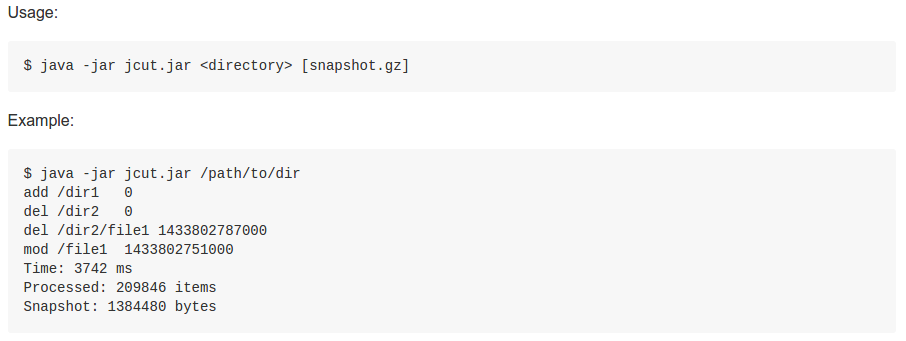 Usage:
$ java -jar jcut.jar <directory> [snapshot.gz]
Example:
$ java -jar jcut.jar /path/to/dir
add /dir1   0
del /dir2   0
del /dir2/file1 1433802787000
mod /file1  1433802751000
Time: 3742 ms
Processed: 209846 items
Snapshot: 1384480 bytes